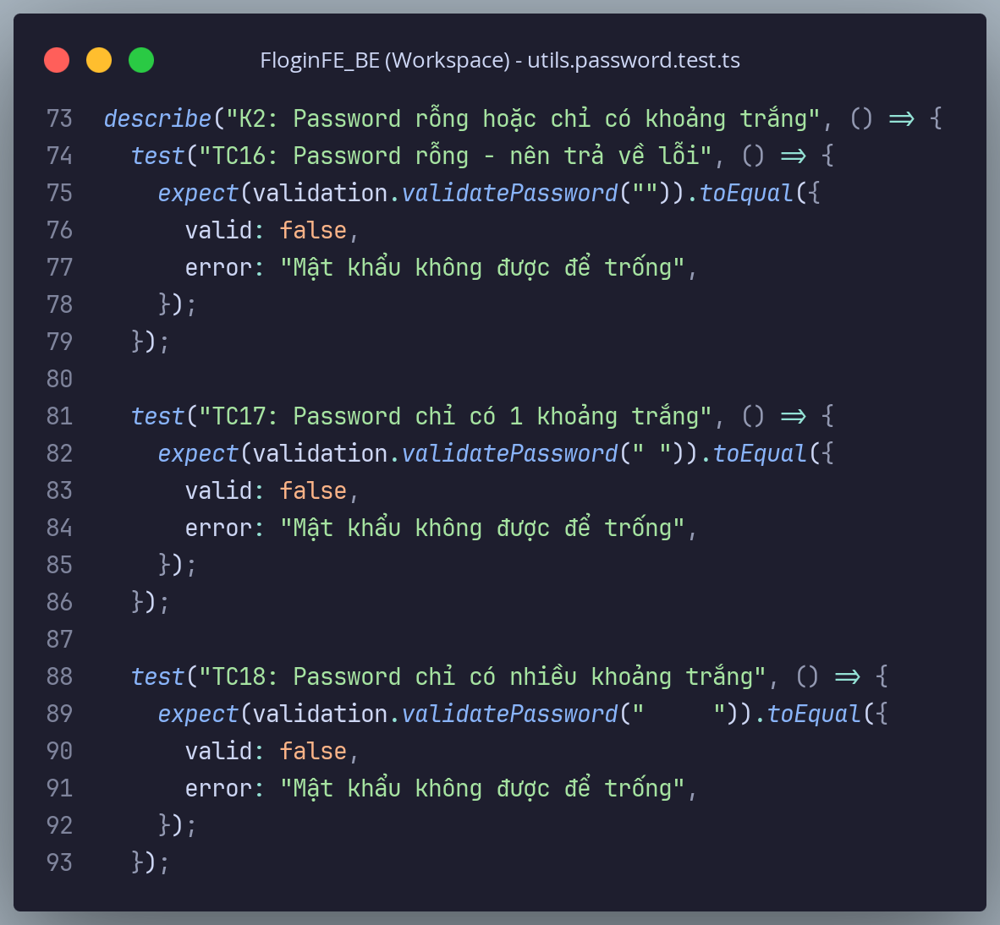 FloginFE_BE (Workspace) - utils.password.test.ts
73 describe("K2: Password rỗng hoặc chỉ có khoảng trắng", () => {
74   test("TC16: Password rỗng - nên trả về lỗi", () => {
75     expect(validation.validatePassword("")).toEqual({
76       valid: false,
77       error: "Mật khẩu không được để trống",
78     });
79   });
80
81   test("TC17: Password chỉ có 1 khoảng trắng", () => {
82     expect(validation.validatePassword(" ")).toEqual({
83       valid: false,
84       error: "Mật khẩu không được để trống",
85     });
86   });
87
88   test("TC18: Password chỉ có nhiều khoảng trắng", () => {
89     expect(validation.validatePassword("     ")).toEqual({
90       valid: false,
91       error: "Mật khẩu không được để trống",
92     });
93   });